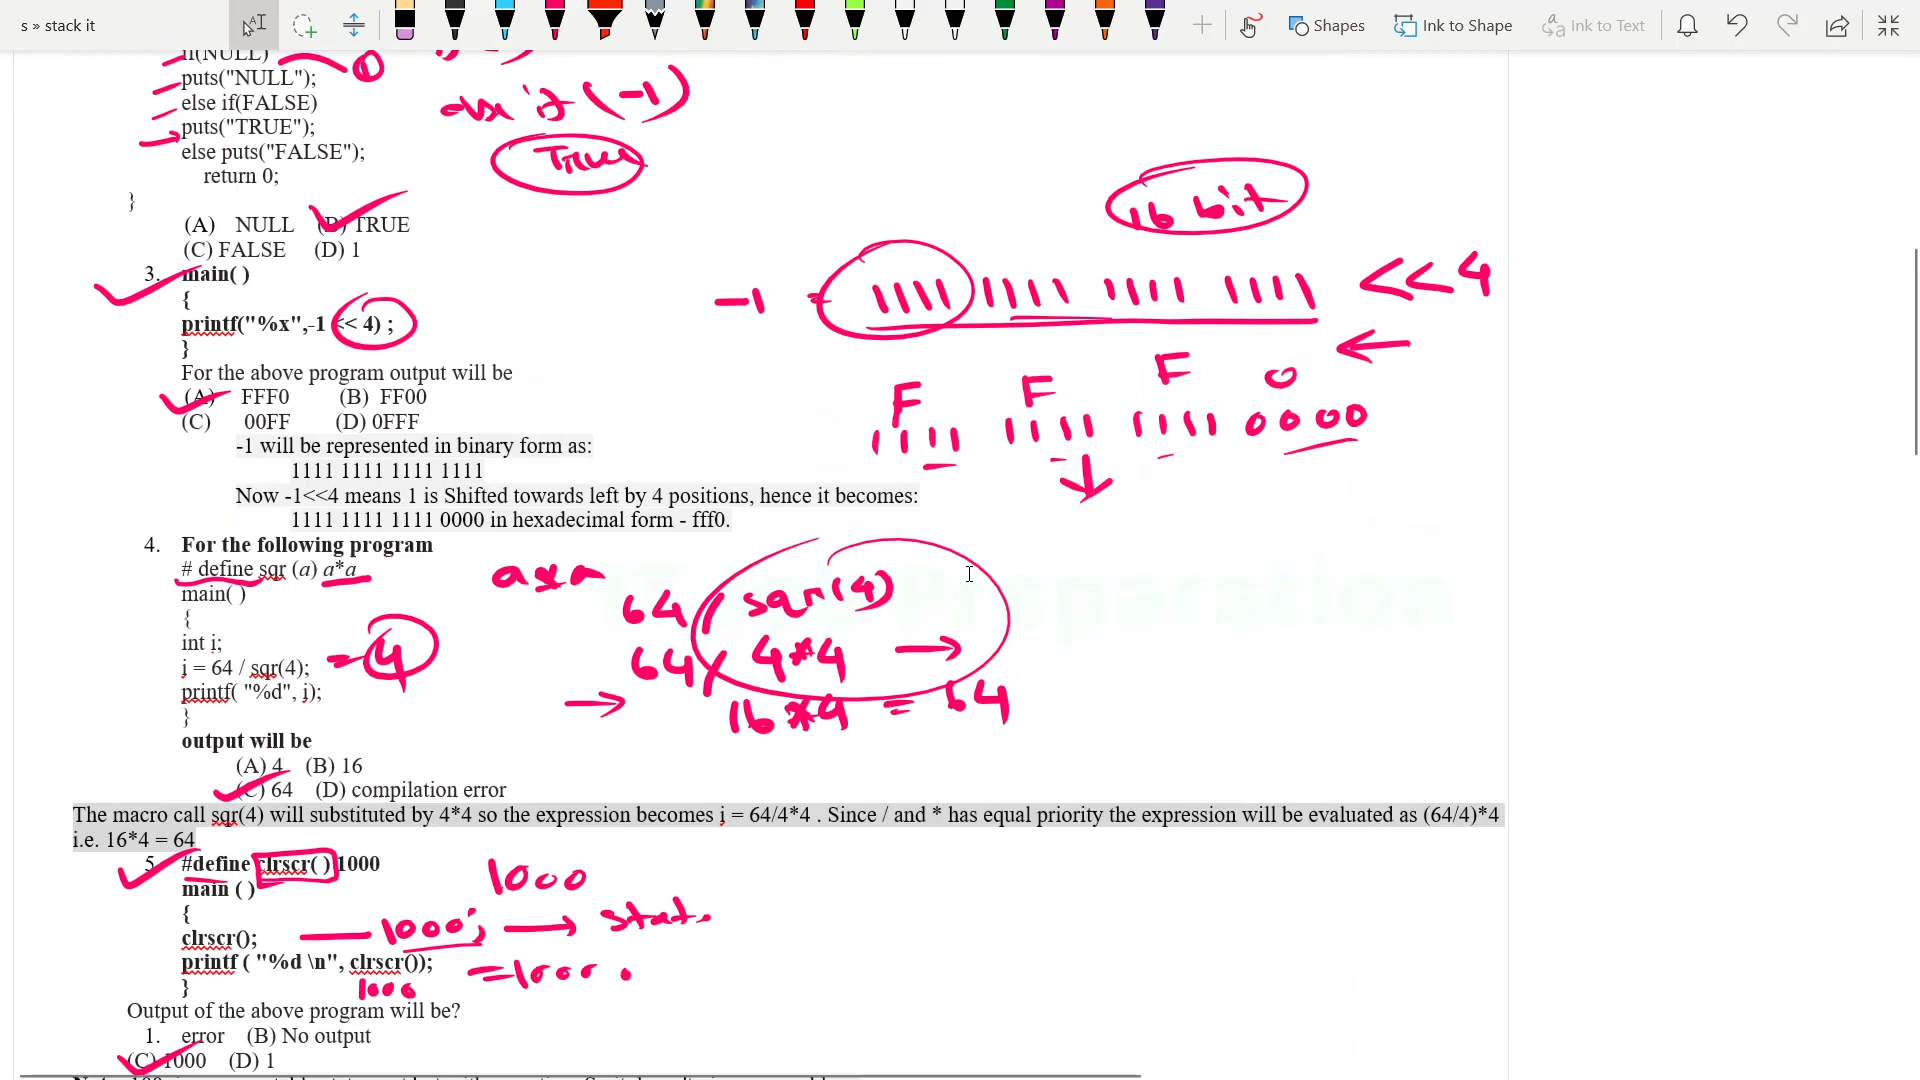 s » stack it
Shapes Ink to Shape Ink to Text
if(NULL)
puts("NULL");
else if(FALSE)
puts("TRUE");
else puts("FALSE");
return 0;
}
else if (-1)
True
(A) NULL (B) TRUE
(C) FALSE (D) 1
16 bit
3. main( )
{
printf("%x",-1 << 4) ;
}
-1 = 1111 1111 1111 1111 << 4
F F F 0
1111 1111 1111 0000
For the above program output will be
(A) FFF0 (B) FF00
(C) 00FF (D) 0FFF
-1 will be represented in binary form as:
1111 1111 1111 1111
Now -1<<4 means 1 is Shifted towards left by 4 positions, hence it becomes:
1111 1111 1111 0000 in hexadecimal form - fff0.
4. For the following program
# define sqr (a) a*a
main( )
{
int i;
i = 64 / sqr(4); = 4
printf( "%d", i);
}
a*a
64 / sqr(4)
64 / 4*4
16*4 = 64
output will be
(A) 4 (B) 16
(C) 64 (D) compilation error
The macro call sqr(4) will substituted by 4*4 so the expression becomes i = 64/4*4 . Since / and * has equal priority the expression will be evaluated as (64/4)*4
i.e. 16*4 = 64
5. #define clrscr( ) 1000
main ( )
{
clrscr();
printf ( "%d \n", clrscr());
}
1000
1000; → stat.
=1000.
1000
Output of the above program will be?
1. error (B) No output
(C) 1000 (D) 1